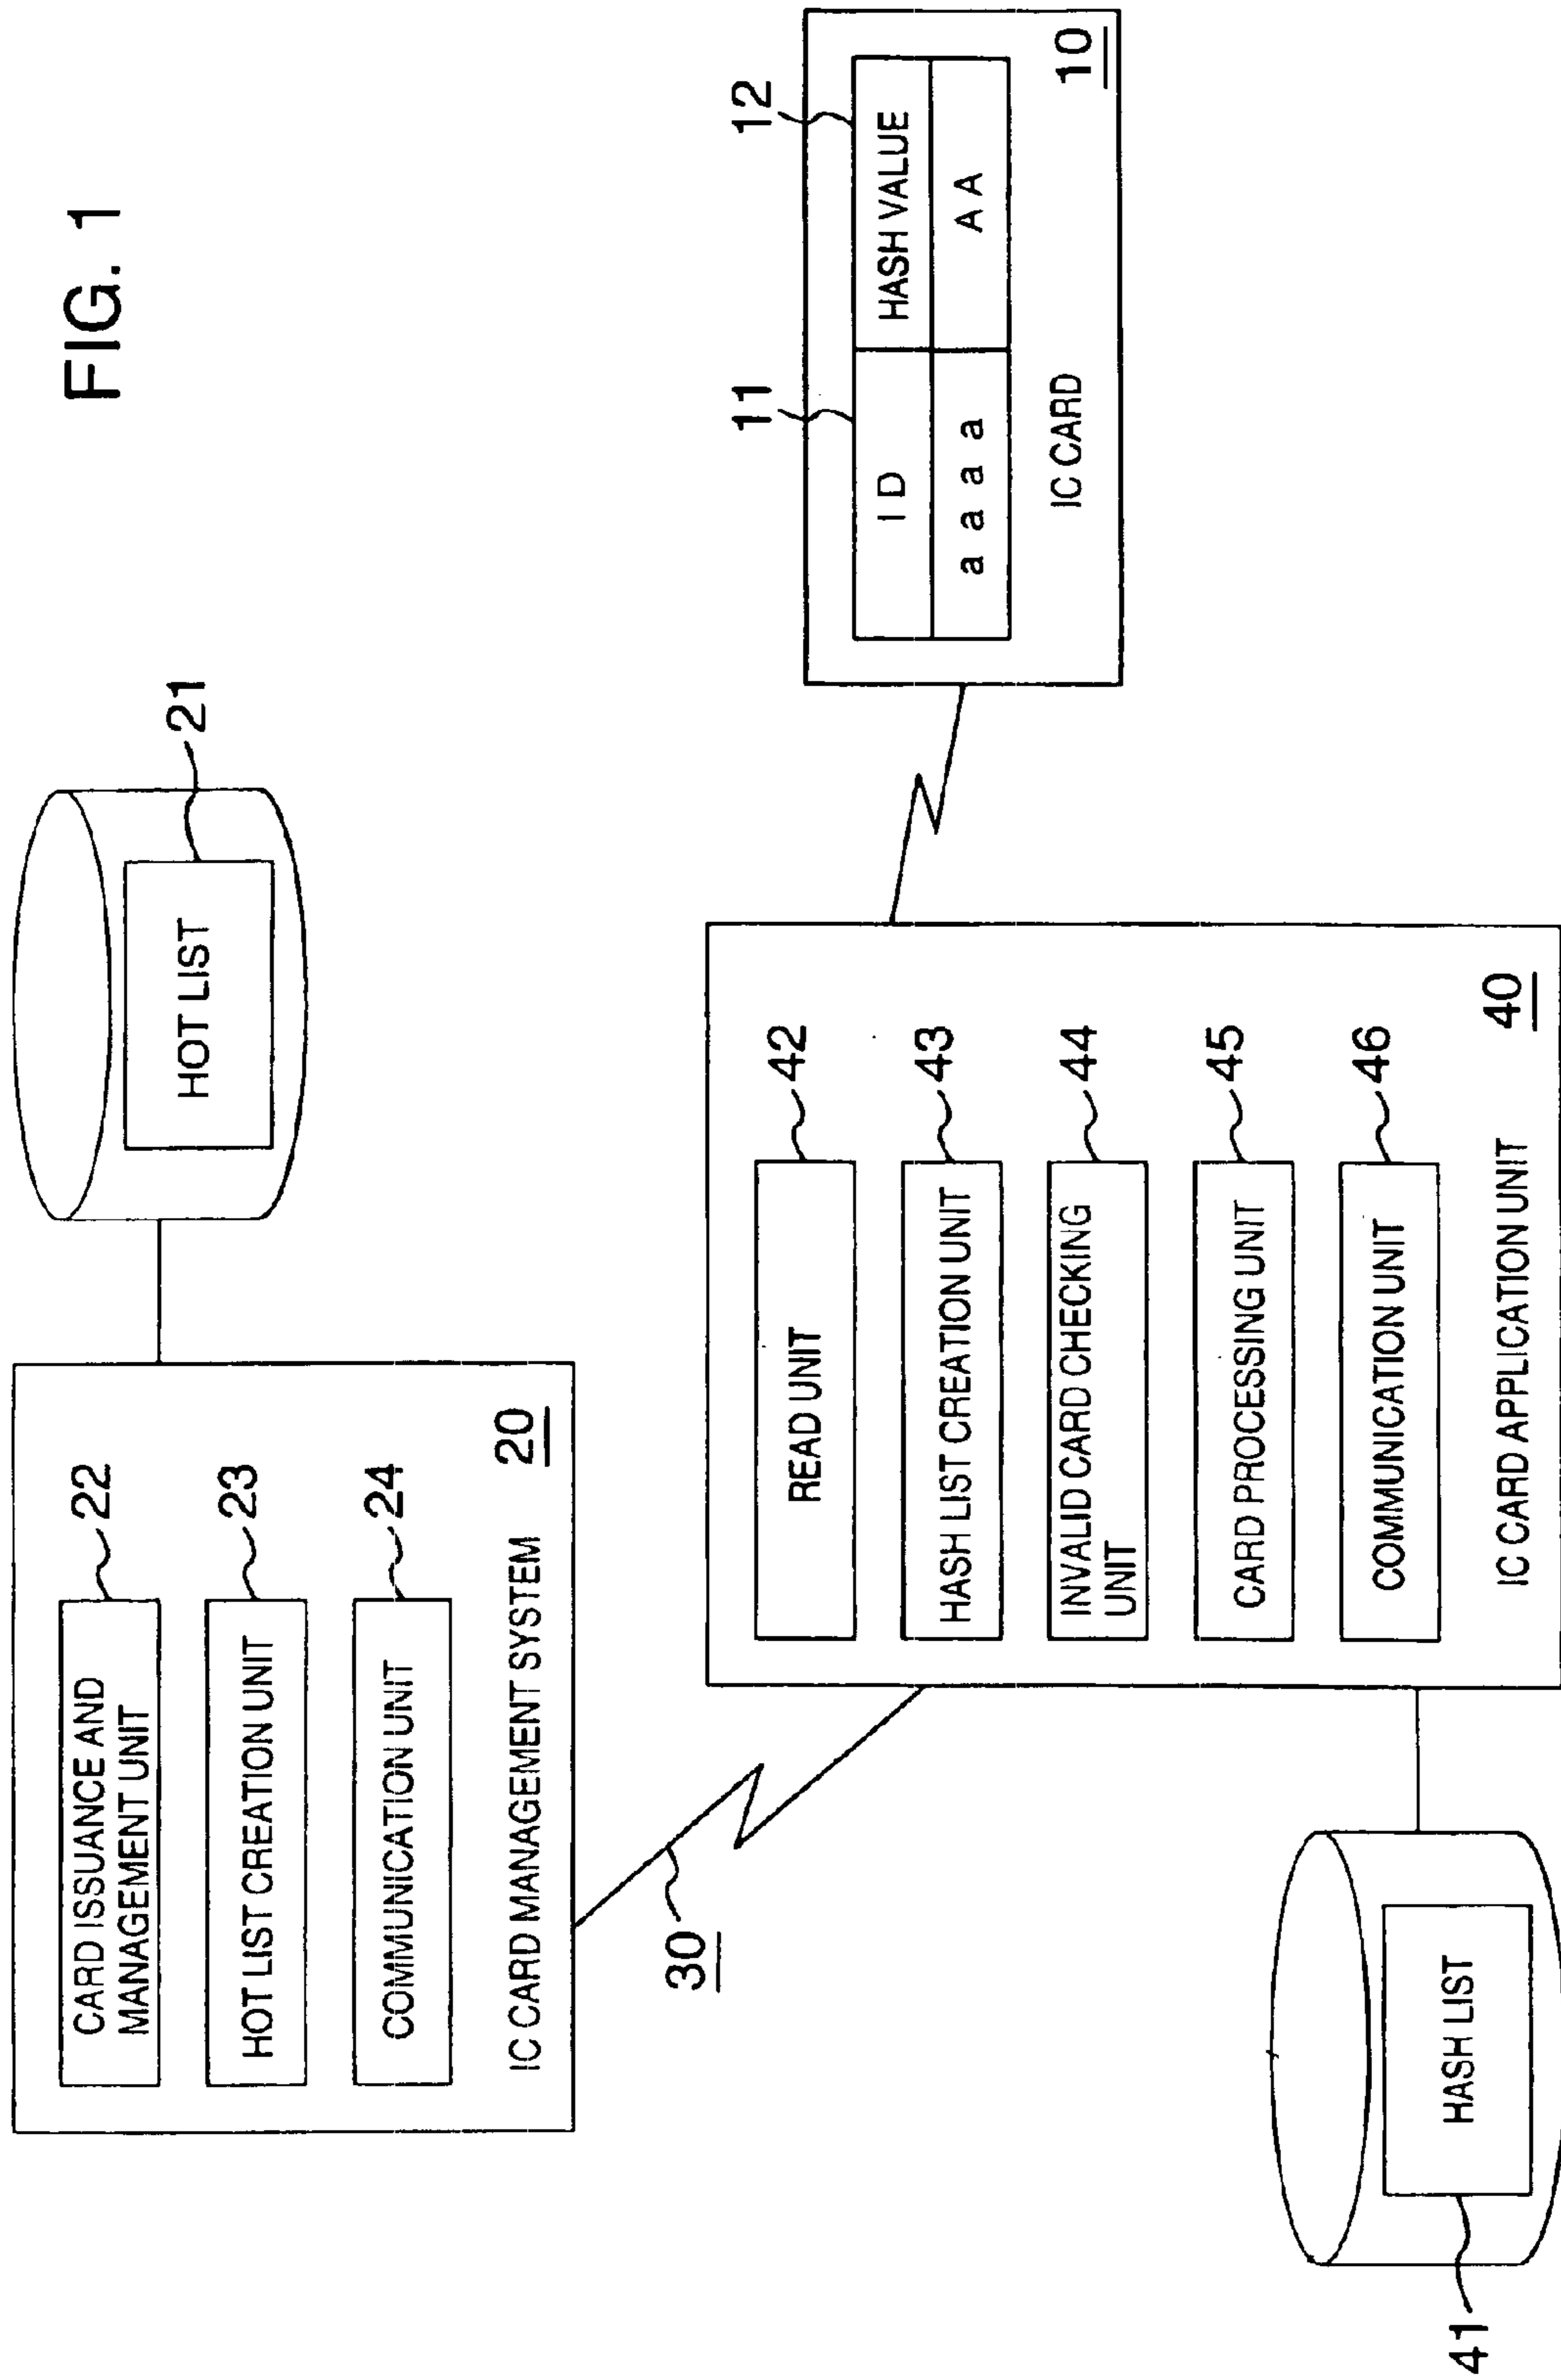 FIG. 1
CARD ISSUANCE AND
MANAGEMENT UNIT
22
HOT LIST CREATION UNIT
23
COMMUNICATION UNIT
24
IC CARD MANAGEMENT SYSTEM
20
HOT LIST
21
30
11
12
ID
HASH VALUE
a a a a
A A
IC CARD
10
READ UNIT
42
HASH LIST CREATION UNIT
43
INVALID CARD CHECKING
UNIT
44
CARD PROCESSING UNIT
45
COMMUNICATION UNIT
46
IC CARD APPLICATION UNIT
40
HASH LIST
41